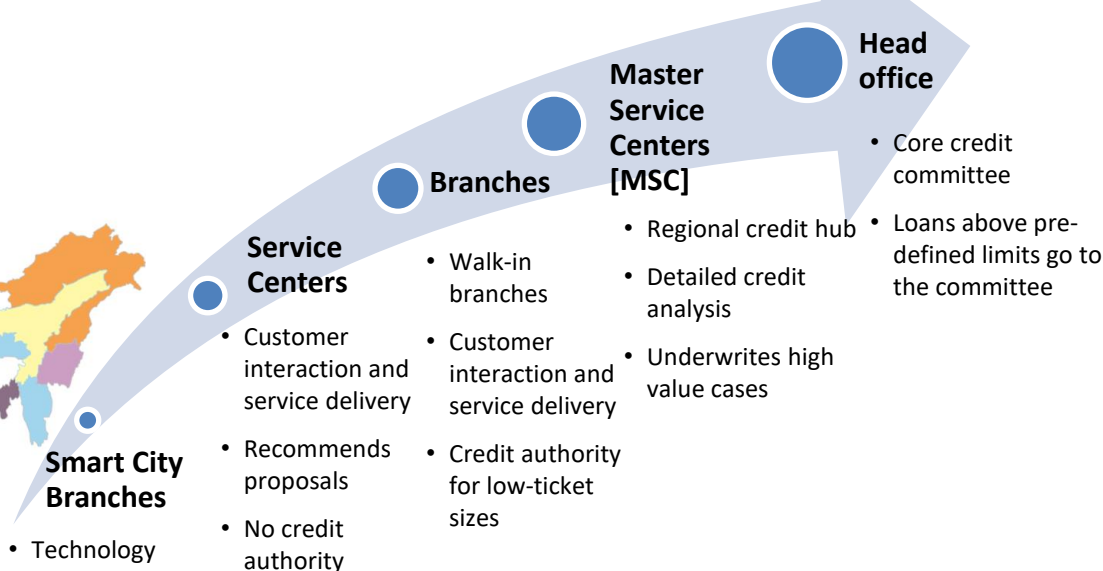 Smart City
Branches
• Technology
Service
Centers
• Customer
interaction and
service delivery
• Recommends
proposals
• No credit
authority
Branches
• Walk-in
branches
• Customer
interaction and
service delivery
• Credit authority
for low-ticket
sizes
Master
Service
Centers
[MSC]
• Regional credit hub
• Detailed credit
analysis
• Underwrites high
value cases
Head
office
• Core credit
committee
• Loans above pre-
defined limits go to
the committee